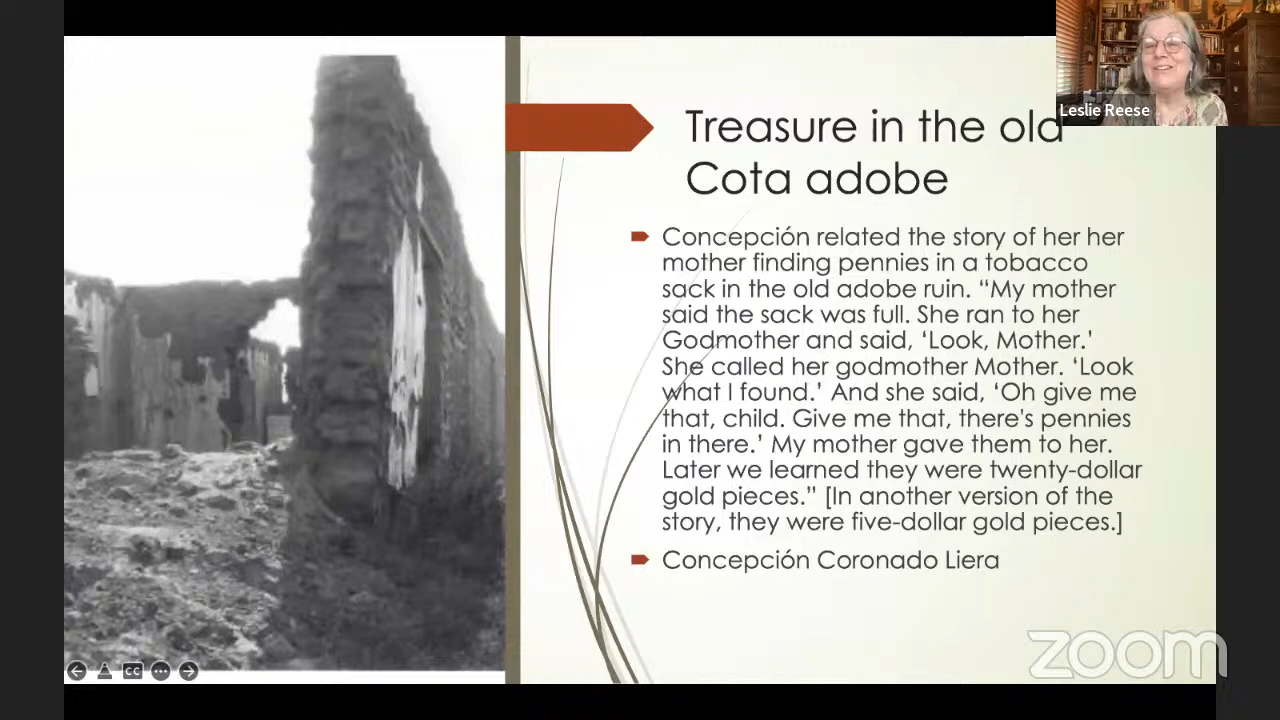 Leslie Reese
Treasure in the old
Cota adobe
Concepción related the story of her her
mother finding pennies in a tobacco
sack in the old adobe ruin. “My mother
said the sack was full. She ran to her
Godmother and said, ‘Look, Mother.’
She called her godmother Mother. ‘Look
what I found.’ And she said, ‘Oh give me
that, child. Give me that, there's pennies
in there.’ My mother gave them to her.
Later we learned they were twenty-dollar
gold pieces.” [In another version of the
story, they were five-dollar gold pieces.]
Concepción Coronado Liera
CC
zoom